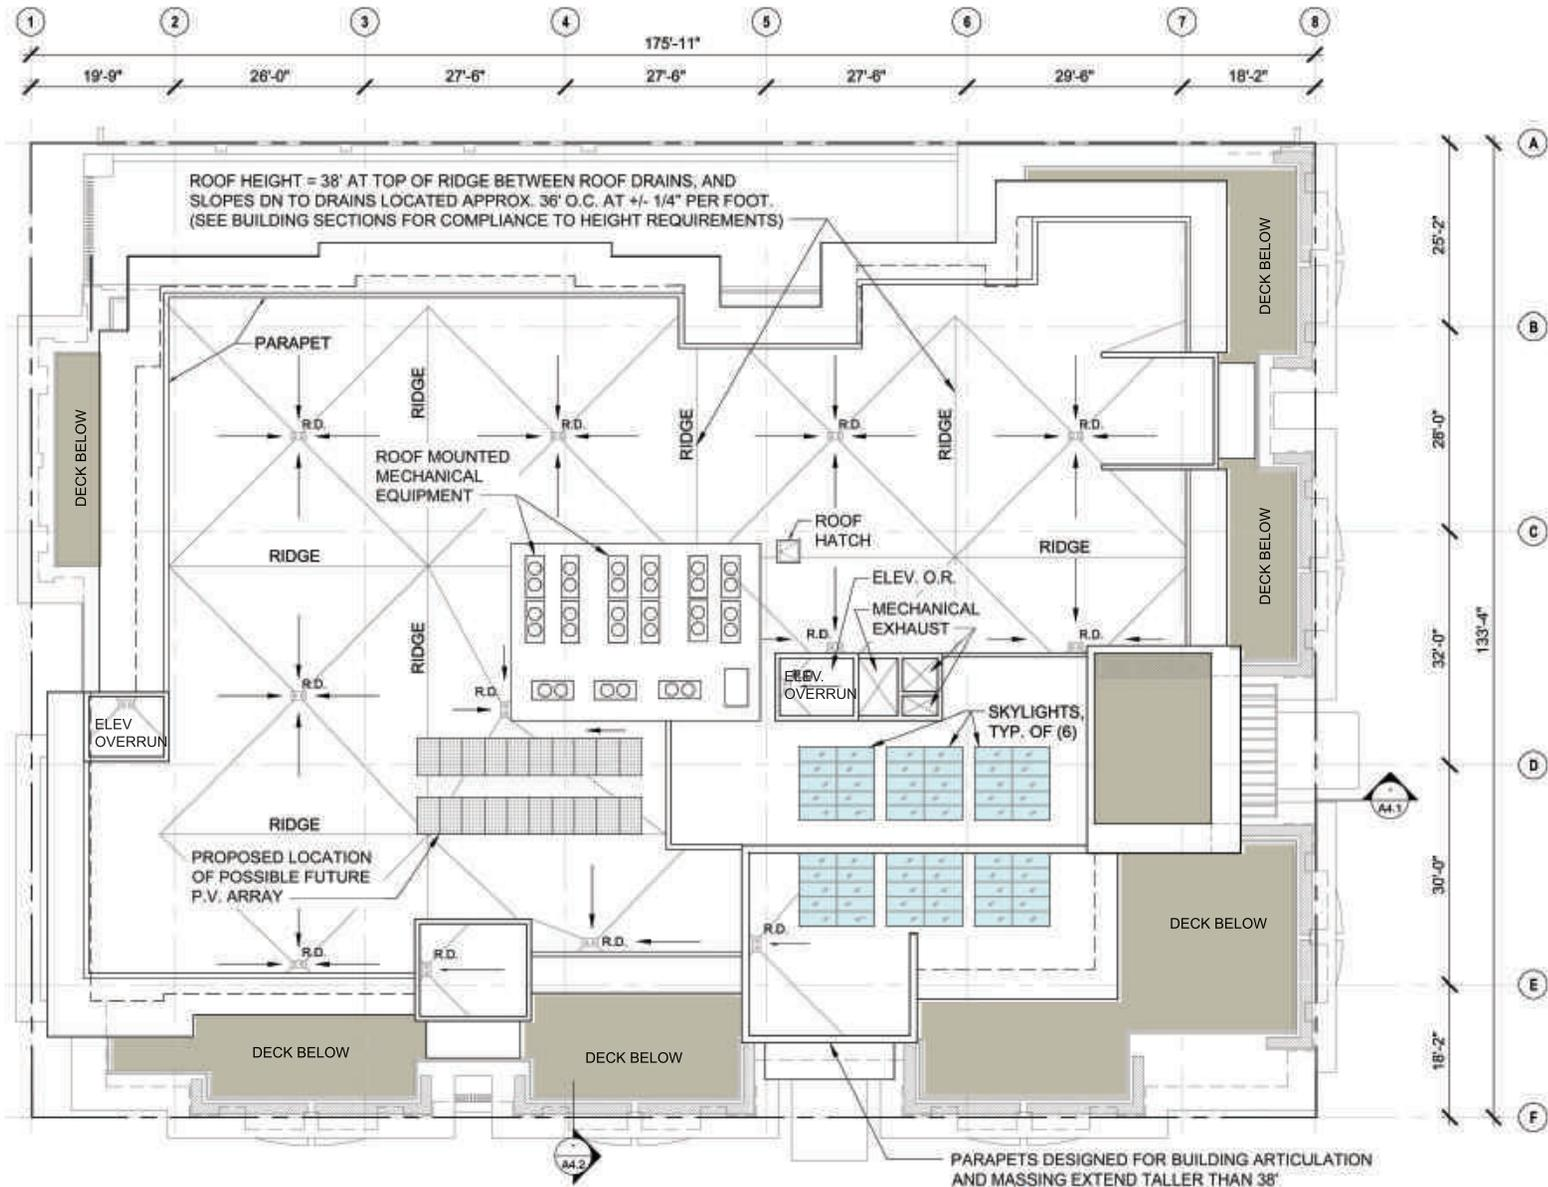 1 2 3 4 5 6 7 8
175'-11"
19'-9" 26'-0" 27'-6" 27'-6" 27'-6" 29'-6" 18'-2"
A
ROOF HEIGHT = 38' AT TOP OF RIDGE BETWEEN ROOF DRAINS, AND
SLOPES DN TO DRAINS LOCATED APPROX. 36' O.C. AT +/- 1/4" PER FOOT.
(SEE BUILDING SECTIONS FOR COMPLIANCE TO HEIGHT REQUIREMENTS)
25'-2"
DECK BELOW
B
PARAPET
RIDGE
RIDGE
RIDGE
DECK BELOW
R.D.
R.D.
R.D.
R.D.
28'-0"
ROOF MOUNTED
MECHANICAL
EQUIPMENT
ROOF
HATCH
C
DECK BELOW
RIDGE
RIDGE
ELEV. O.R.
MECHANICAL
EXHAUST
RIDGE
R.D.
R.D.
32'-0"
133'-4"
R.D.
R.D.
ELEV.
OVERRUN
ELEV
OVERRUN
SKYLIGHTS,
TYP. OF (6)
D
A4.1
RIDGE
PROPOSED LOCATION
OF POSSIBLE FUTURE
P.V. ARRAY
30'-0"
DECK BELOW
R.D.
R.D.
R.D.
R.D.
E
DECK BELOW
DECK BELOW
18'-2"
F
A4.2
PARAPETS DESIGNED FOR BUILDING ARTICULATION
AND MASSING EXTEND TALLER THAN 38'